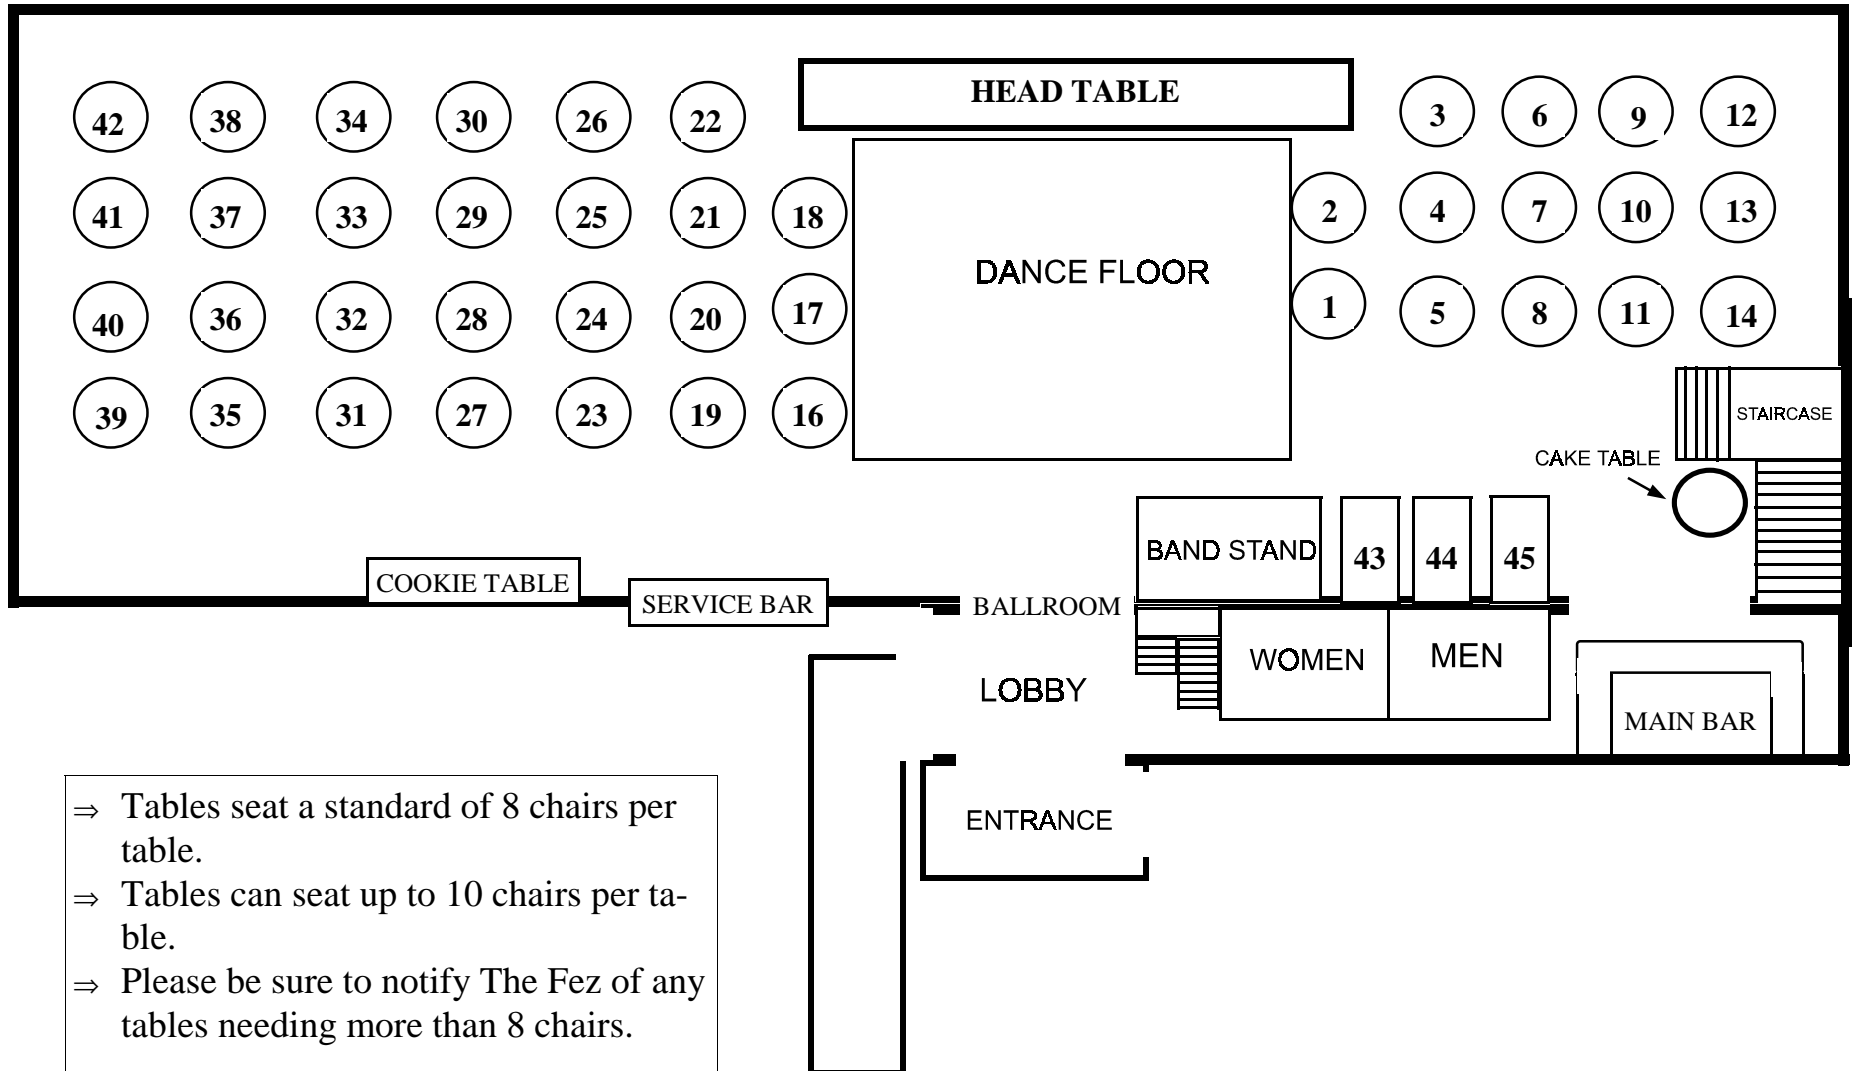 HEAD TABLE
42 38 34 30 26 22 3 6 9 12
41 37 33 29 25 21 18 2 4 7 10 13
DANCE FLOOR
40 36 32 28 24 20 17 1 5 8 11 14
39 35 31 27 23 19 16
STAIRCASE
CAKE TABLE
BAND STAND 43 44 45
COOKIE TABLE
SERVICE BAR
BALLROOM
WOMEN MEN
LOBBY
MAIN BAR
ENTRANCE
⇒ Tables seat a standard of 8 chairs per
table.
⇒ Tables can seat up to 10 chairs per ta-
ble.
⇒ Please be sure to notify The Fez of any
tables needing more than 8 chairs.